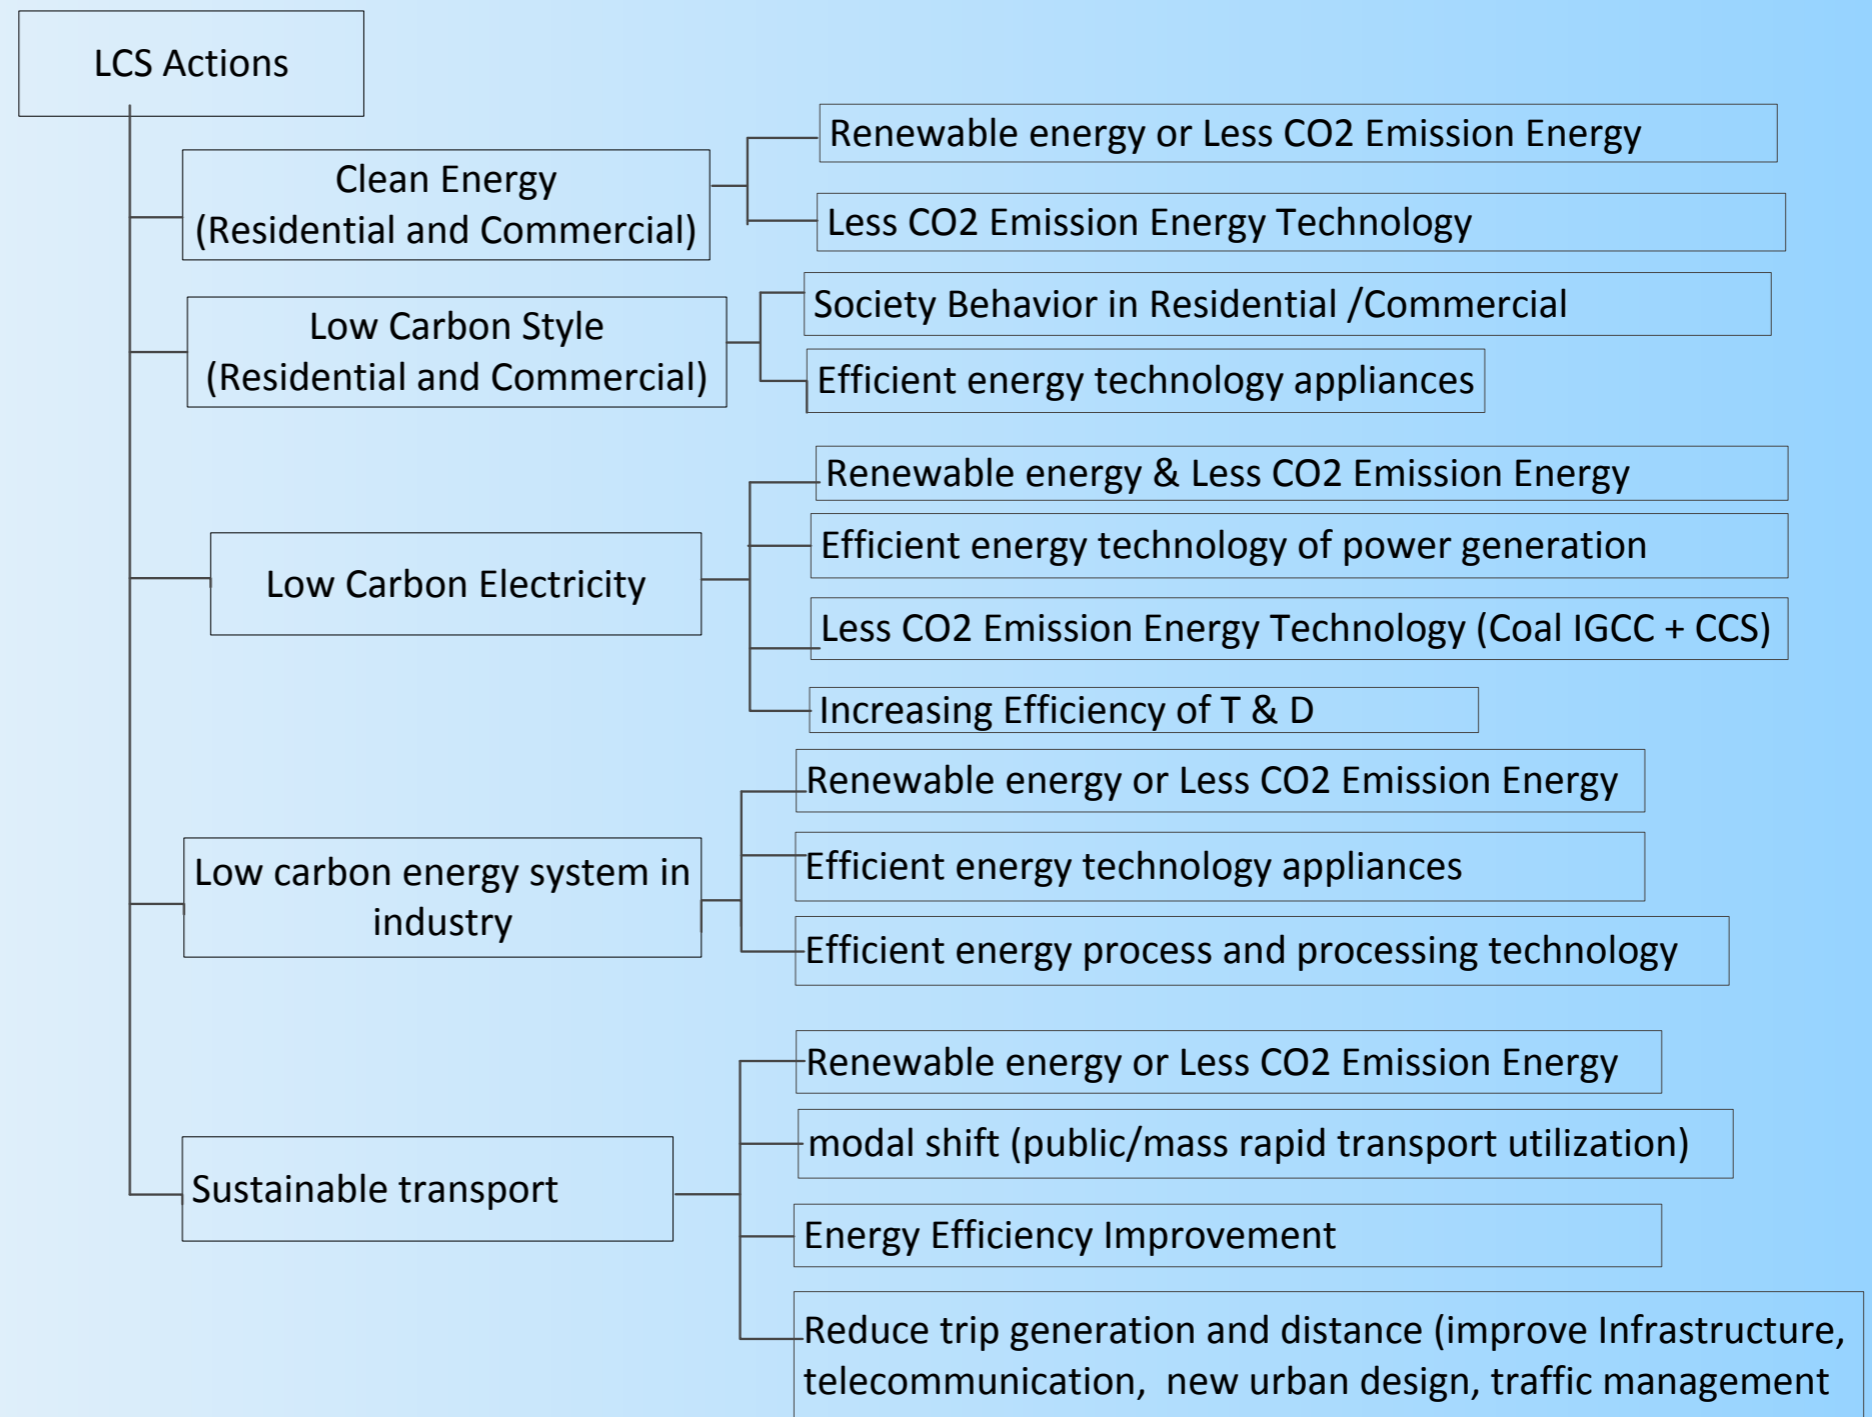 LCS Actions
Clean Energy
(Residential and Commercial)
Renewable energy or Less CO2 Emission Energy
Less CO2 Emission Energy Technology
Low Carbon Style
(Residential and Commercial)
Society Behavior in Residential /Commercial
Efficient energy technology appliances
Low Carbon Electricity
Renewable energy & Less CO2 Emission Energy
Efficient energy technology of power generation
Less CO2 Emission Energy Technology (Coal IGCC + CCS)
Increasing Efficiency of T & D
Low carbon energy system in
industry
Renewable energy or Less CO2 Emission Energy
Efficient energy technology appliances
Efficient energy process and processing technology
Sustainable transport
Renewable energy or Less CO2 Emission Energy
modal shift (public/mass rapid transport utilization)
Energy Efficiency Improvement
Reduce trip generation and distance (improve Infrastructure,
telecommunication,  new urban design, traffic management